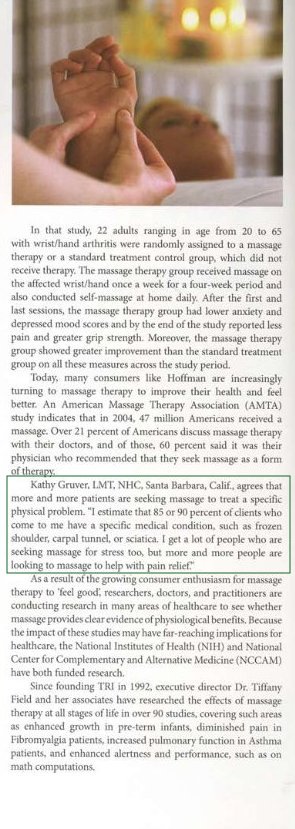 In that study, 22 adults ranging in age from 20 to 65
with wrist/hand arthritis were randomly assigned to a massage
therapy or a standard treatment control group, which did not
receive therapy. The massage therapy group received massage on
the affected wrist/hand once a week for a four-week period and
also conducted self-massage at home daily. After the first and
last sessions, the massage therapy group had lower anxiety and
depressed mood scores and by the end of the study reported less
pain and greater grip strength. Moreover, the massage therapy
group showed greater improvement than the standard treatment
group on all these measures across the study period.
Today, many consumers like Hoffman are increasingly
turning to massage therapy to improve their health and feel
better. An American Massage Therapy Association (AMTA)
study indicates that in 2004, 47 million Americans received a
massage. Over 21 percent of Americans discuss massage therapy
with their doctors, and of those, 60 percent said it was their
physician who recommended that they seek massage as a form
of therapy.
Kathy Gruver, LMT, NHC, Santa Barbara, Calif., agrees that
more and more patients are seeking massage to treat a specific
physical problem. “I estimate that 85 or 90 percent of clients who
come to me have a specific medical condition, such as frozen
shoulder, carpal tunnel, or sciatica. I get a lot of people who are
seeking massage for stress too, but more and more people are
looking to massage to help with pain relief.”
As a result of the growing consumer enthusiasm for massage
therapy to ‘feel good’, researchers, doctors, and practitioners are
conducting research in many areas of healthcare to see whether
massage provides clear evidence of physiological benefits. Because
the impact of these studies may have far-reaching implications for
healthcare, the National Institutes of Health (NIH) and National
Center for Complementary and Alternative Medicine (NCCAM)
have both funded research.
Since founding TRI in 1992, executive director Dr. Tiffany
Field and her associates have researched the effects of massage
therapy at all stages of life in over 90 studies, covering such areas
as enhanced growth in pre-term infants, diminished pain in
Fibromyalgia patients, increased pulmonary function in Asthma
patients, and enhanced alertness and performance, such as on
math computations.